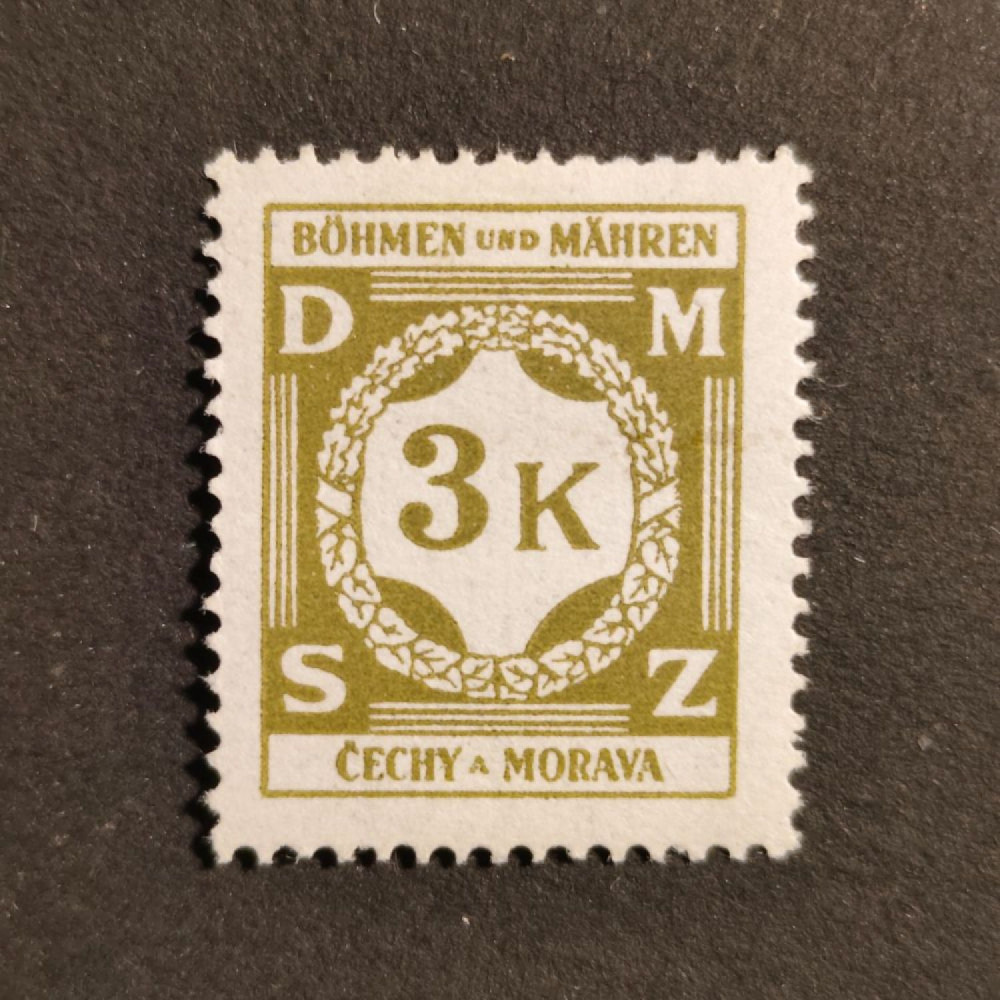 BÖHMEN UND MÄHREN
D M
3 K
S Z
ČECHY A MORAVA